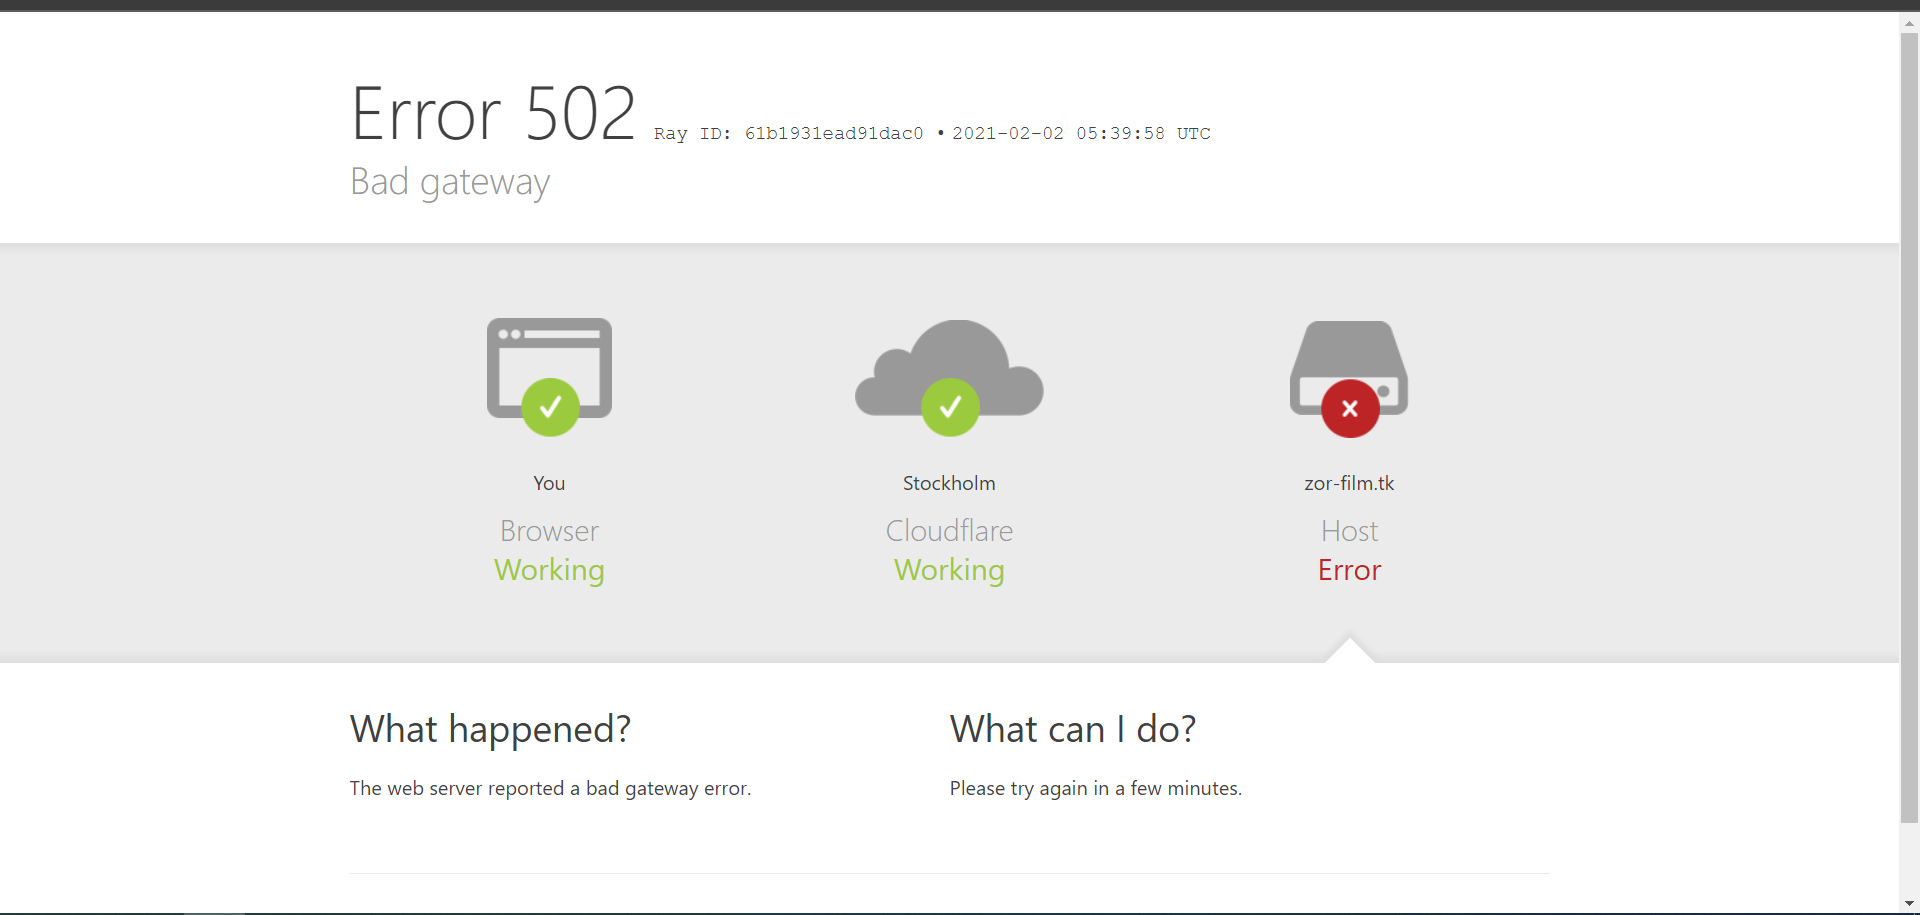 Error 502 Ray ID: 61b1931ead91dac0 • 2021-02-02 05:39:58 UTC
Bad gateway
You
Browser
Working
Stockholm
Cloudflare
Working
zor-film.tk
Host
Error
What happened?
The web server reported a bad gateway error.
What can I do?
Please try again in a few minutes.